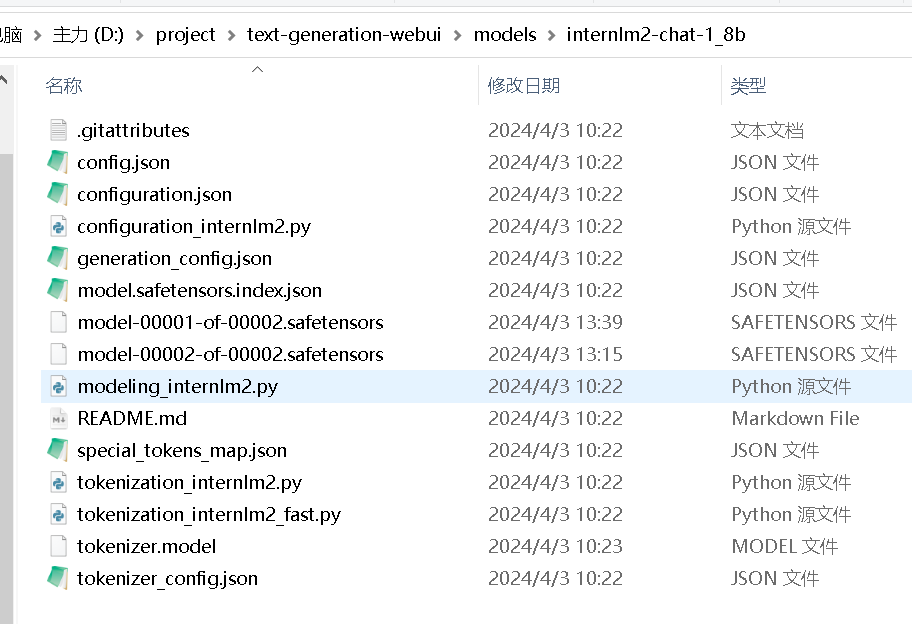 脑 > 主力 (D:) > project > text-generation-webui > models > internlm2-chat-1_8b
名称 修改日期 类型
.gitattributes 2024/4/3 10:22 文本文档
config.json 2024/4/3 10:22 JSON 文件
configuration.json 2024/4/3 10:22 JSON 文件
configuration_internlm2.py 2024/4/3 10:22 Python 源文件
generation_config.json 2024/4/3 10:22 JSON 文件
model.safetensors.index.json 2024/4/3 10:22 JSON 文件
model-00001-of-00002.safetensors 2024/4/3 13:39 SAFETENSORS 文件
model-00002-of-00002.safetensors 2024/4/3 13:15 SAFETENSORS 文件
modeling_internlm2.py 2024/4/3 10:22 Python 源文件
README.md 2024/4/3 10:22 Markdown File
special_tokens_map.json 2024/4/3 10:22 JSON 文件
tokenization_internlm2.py 2024/4/3 10:22 Python 源文件
tokenization_internlm2_fast.py 2024/4/3 10:22 Python 源文件
tokenizer.model 2024/4/3 10:23 MODEL 文件
tokenizer_config.json 2024/4/3 10:22 JSON 文件